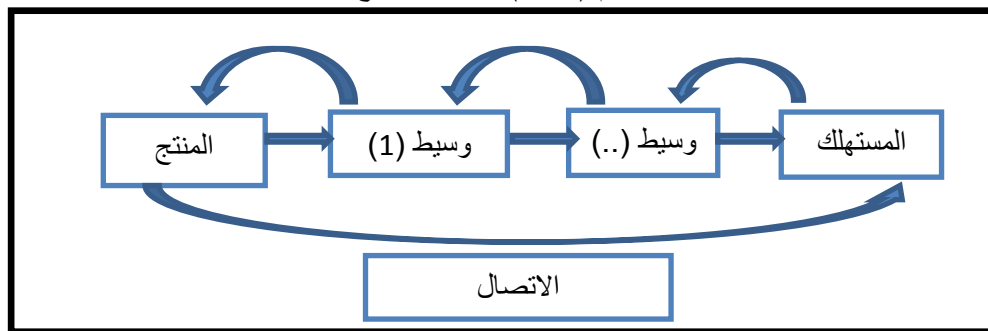 المستهلك
وسيط (..)
وسيط (1)
المنتج
الاتصال